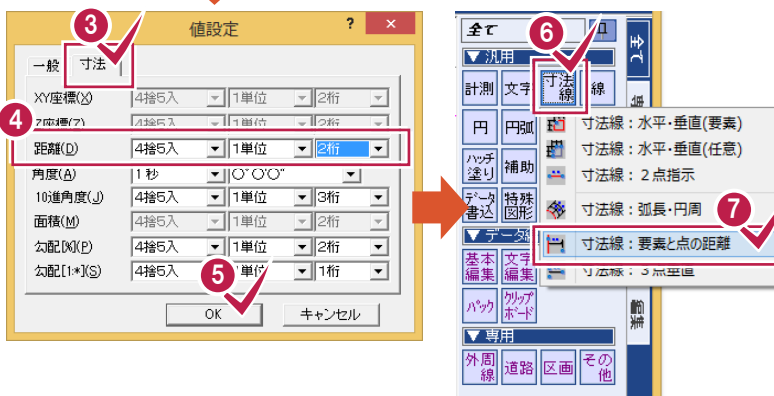 3
値設定
?
×
一般
寸法
XY座標(X)
4捨5入
1単位
2桁
4
Z座標(Z)
4捨5入
1単位
2桁
距離(D)
4捨5入
1単位
2桁
角度(A)
1秒
O°O'O"
10進角度(J)
4捨5入
1単位
3桁
面積(M)
4捨5入
1単位
2桁
勾配[%](P)
4捨5入
1単位
2桁
勾配[1:*](S)
4捨5入
1単位
1桁
5
OK
キャンセル
全て
6
全て
▼汎用
計測
文字
寸法線
線
円
円弧
ハッチ塗り
補助
データ書込
特殊図形
寸法線:水平・垂直(要素)
寸法線:水平・垂直(任意)
寸法線:2点指示
寸法線:弧長・円周
7
寸法線:要素と点の距離
寸法線:3点垂直
基本編集
文字編集
パック
クリップボード
▼専用
外周線
道路
区画
その他